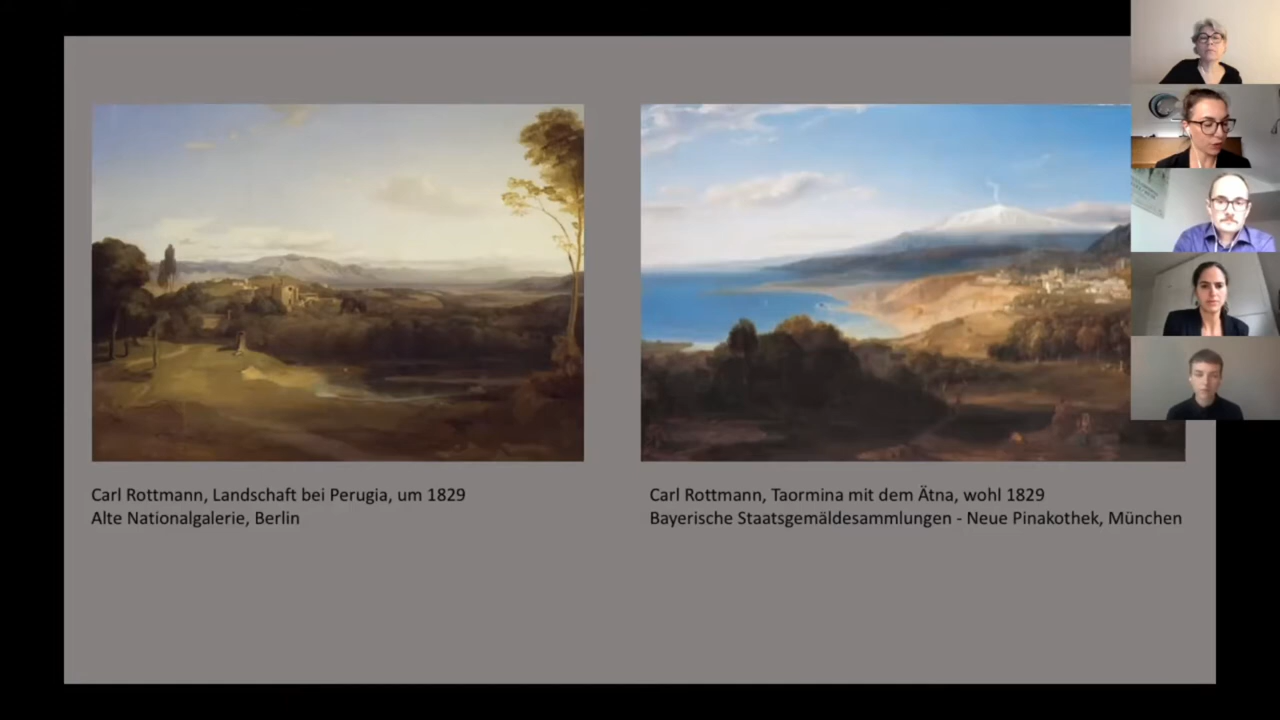 Carl Rottmann, Landschaft bei Perugia, um 1829
Alte Nationalgalerie, Berlin
Carl Rottmann, Taormina mit dem Ätna, wohl 1829
Bayerische Staatsgemäldesammlungen - Neue Pinakothek, München